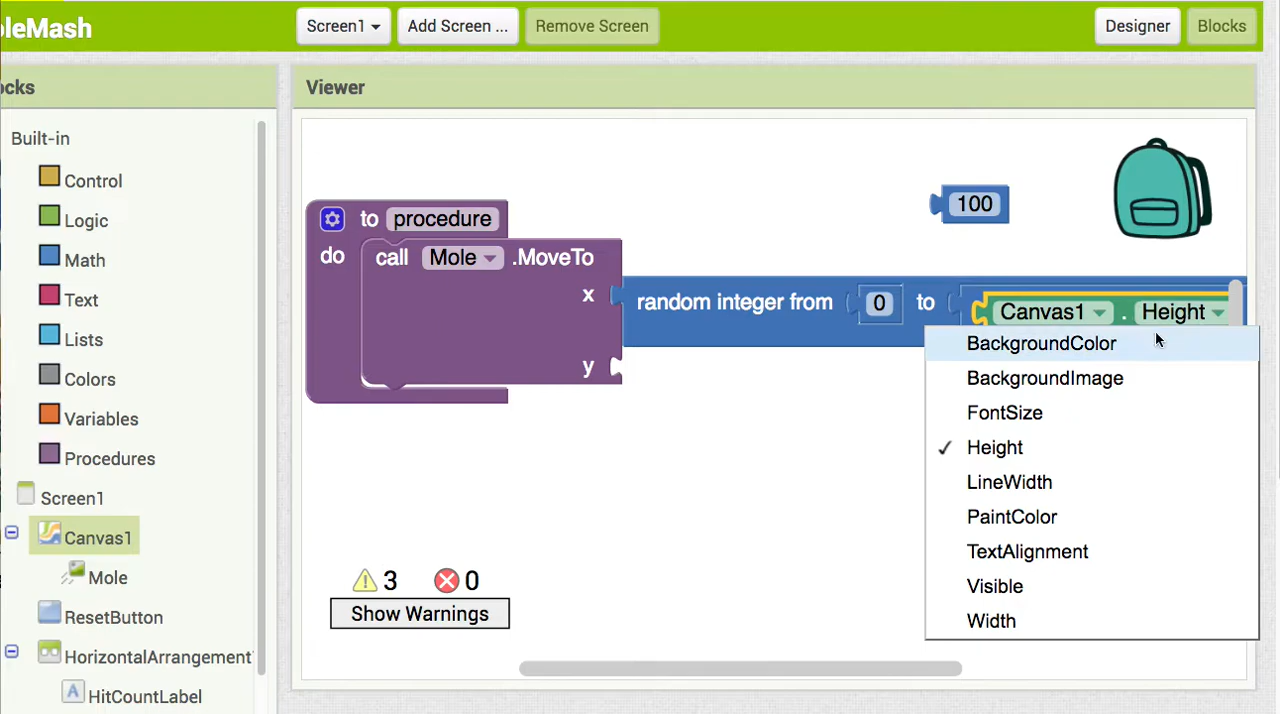 oleMash
Screen1
Add Screen ...
Remove Screen
Designer
Blocks
ocks
Viewer
Built-in
Control
Logic
Math
Text
Lists
Colors
Variables
Procedures
Screen1
Canvas1
Mole
ResetButton
HorizontalArrangement
HitCountLabel
100
to procedure
do
call Mole .MoveTo
x
y
random integer from 0 to
Canvas1 . Height
BackgroundColor
BackgroundImage
FontSize
✓ Height
LineWidth
PaintColor
TextAlignment
Visible
Width
3
0
Show Warnings